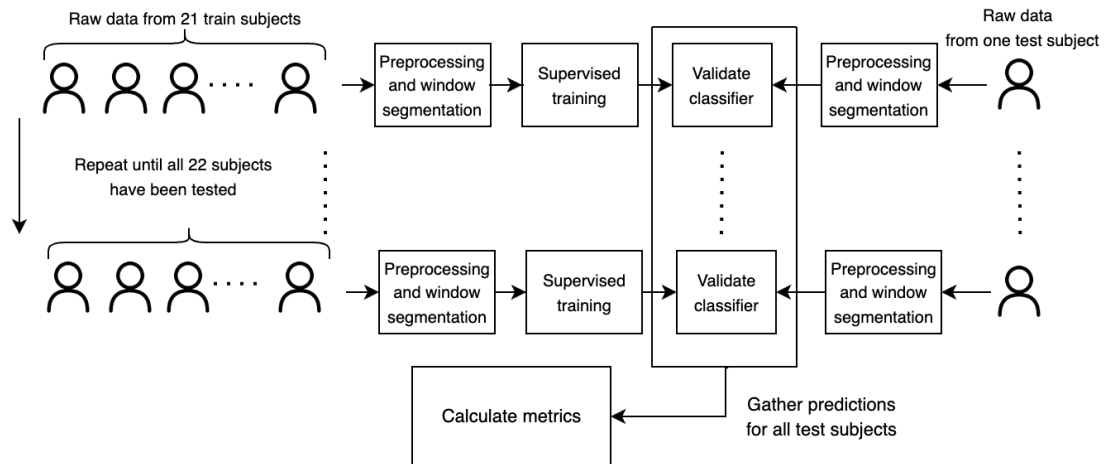 Raw data from 21 train subjects
Raw data
from one test subject
Preprocessing
and window
segmentation
Supervised
training
Validate
classifier
Preprocessing
and window
segmentation
Repeat until all 22 subjects
have been tested
Preprocessing
and window
segmentation
Supervised
training
Validate
classifier
Preprocessing
and window
segmentation
Calculate metrics
Gather predictions
for all test subjects